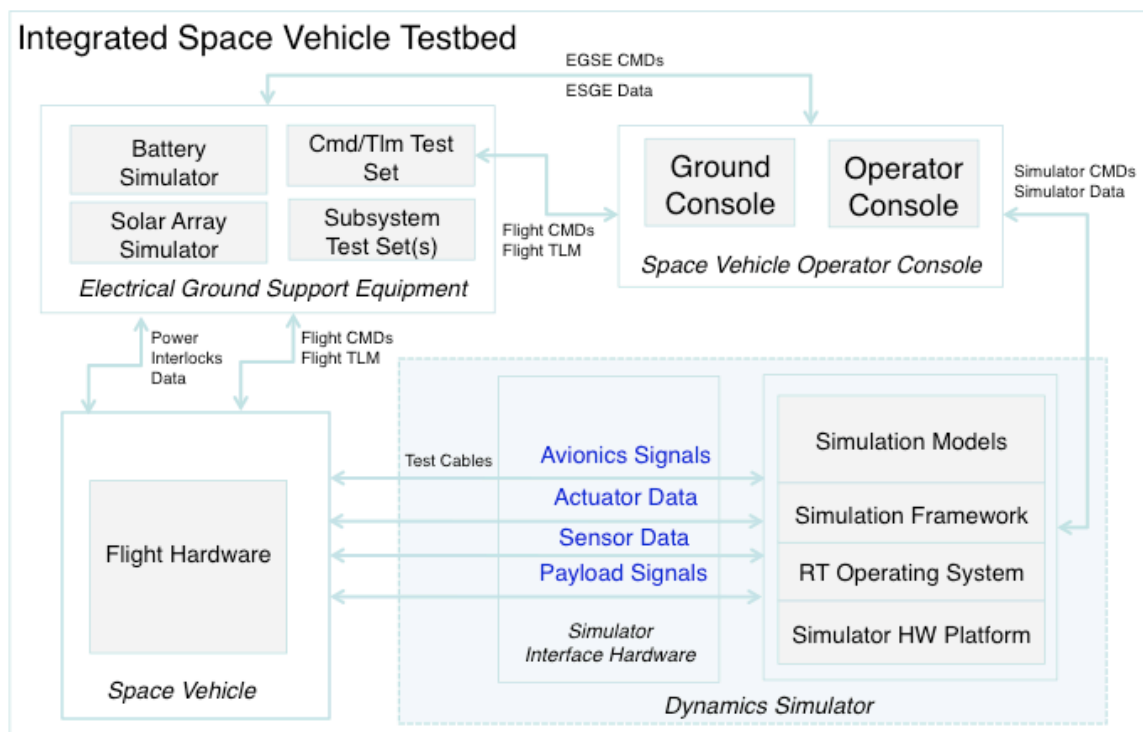 Integrated Space Vehicle Testbed
EGSE CMDs
ESGE Data
Battery
Simulator
Cmd/Tlm Test
Set
Solar Array
Simulator
Subsystem
Test Set(s)
Electrical Ground Support Equipment
Flight CMDs
Flight TLM
Ground
Console
Operator
Console
Space Vehicle Operator Console
Simulator CMDs
Simulator Data
Power
Interlocks
Data
Flight CMDs
Flight TLM
Flight Hardware
Space Vehicle
Test Cables
Avionics Signals
Actuator Data
Sensor Data
Payload Signals
Simulator
Interface Hardware
Simulation Models
Simulation Framework
RT Operating System
Simulator HW Platform
Dynamics Simulator